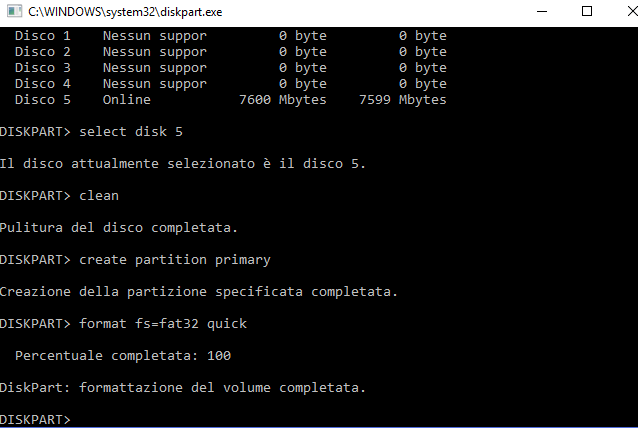 C:\WINDOWS\system32\diskpart.exe
Disco 1    Nessun suppor         0 byte         0 byte
Disco 2    Nessun suppor         0 byte         0 byte
Disco 3    Nessun suppor         0 byte         0 byte
Disco 4    Nessun suppor         0 byte         0 byte
Disco 5    Online           7600 Mbytes    7599 Mbytes
DISKPART> select disk 5
Il disco attualmente selezionato è il disco 5.
DISKPART> clean
Pulitura del disco completata.
DISKPART> create partition primary
Creazione della partizione specificata completata.
DISKPART> format fs=fat32 quick
Percentuale completata: 100
DiskPart: formattazione del volume completata.
DISKPART>